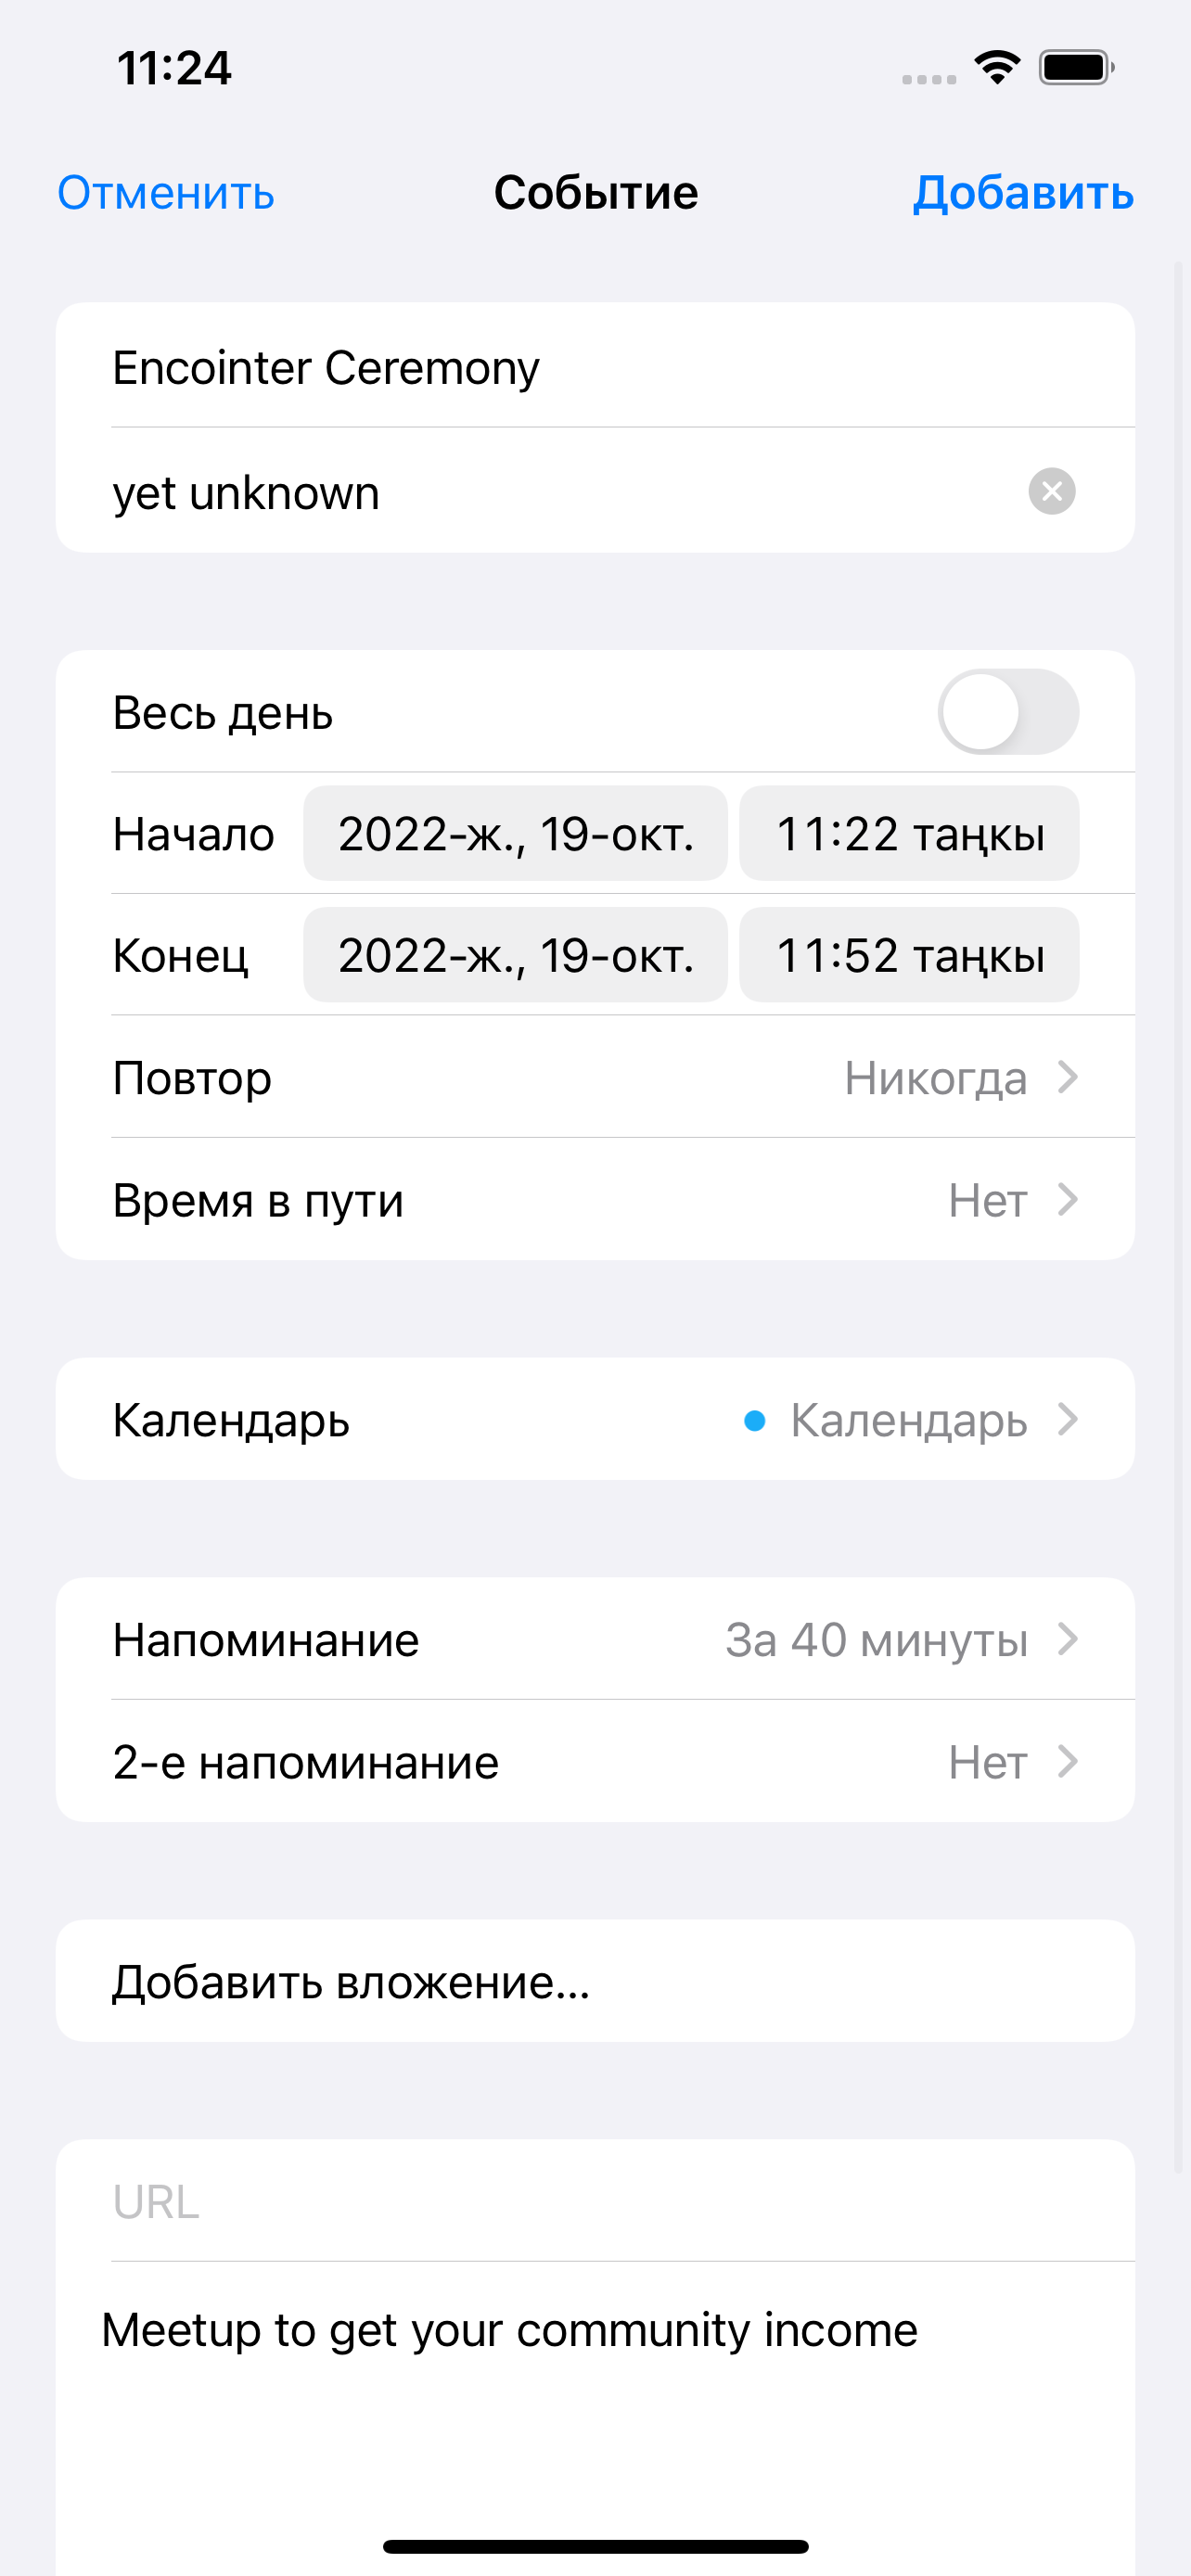 11:24
Отменить Событие Добавить
Encointer Ceremony
yet unknown
Весь день
Начало 2022-ж., 19-окт. 11:22 таңкы
Конец 2022-ж., 19-окт. 11:52 таңкы
Повтор Никогда
Время в пути Нет
Календарь Календарь
Напоминание За 40 минуты
2-е напоминание Нет
Добавить вложение...
URL
Meetup to get your community income